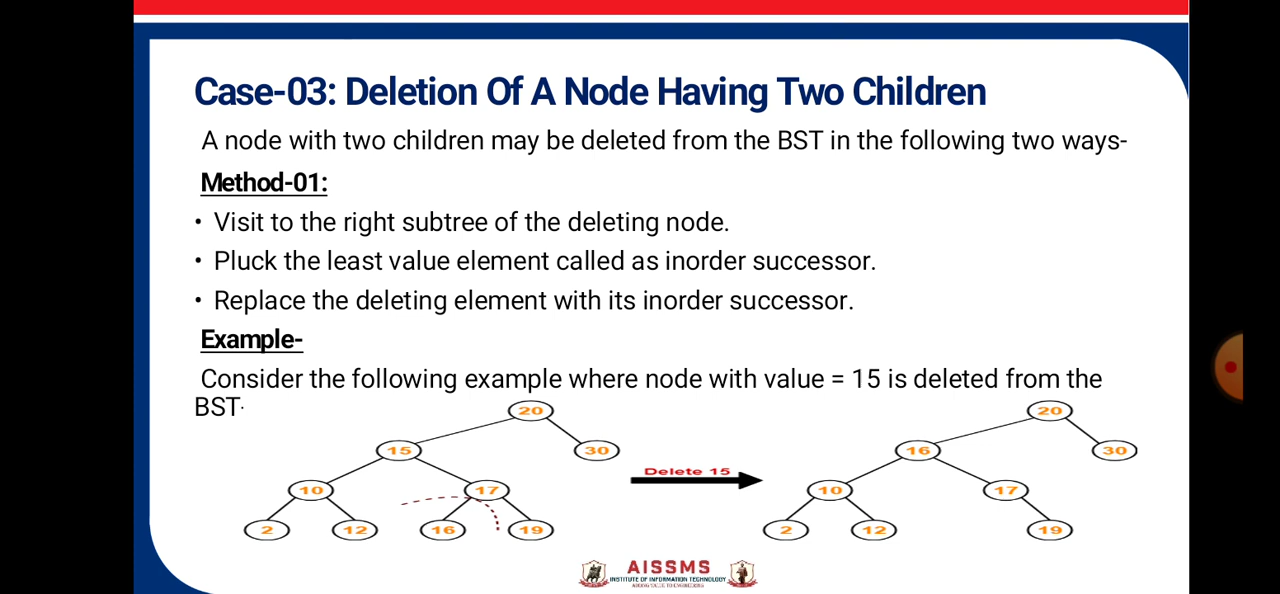 Case-03: Deletion Of A Node Having Two Children
A node with two children may be deleted from the BST in the following two ways-
Method-01:
• Visit to the right subtree of the deleting node.
• Pluck the least value element called as inorder successor.
• Replace the deleting element with its inorder successor.
Example-
Consider the following example where node with value = 15 is deleted from the
BST.
20
15
30
10
17
2
12
16
19
Delete 15
20
16
30
10
17
2
12
19
AISSMS
INSTITUTE OF INFORMATION TECHNOLOGY